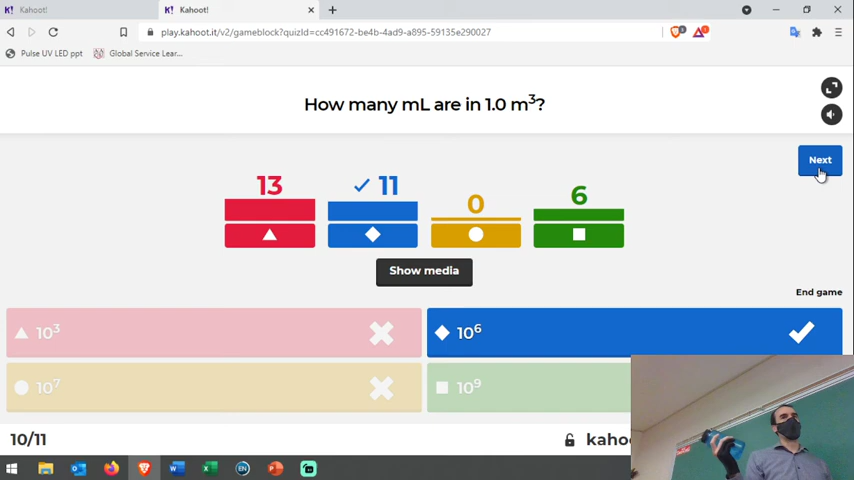 Kahoot!
Kahoot!
play.kahoot.it/v2/gameblock?quizId=cc491672-be4b-4ad9-a895-59135e290027
Pulse UV LED ppt
Global Service Lear...
How many mL are in 1.0 m³?
Next
13
11
0
6
Show media
End game
10³
10⁶
10⁷
10⁹
10/11
kahoo